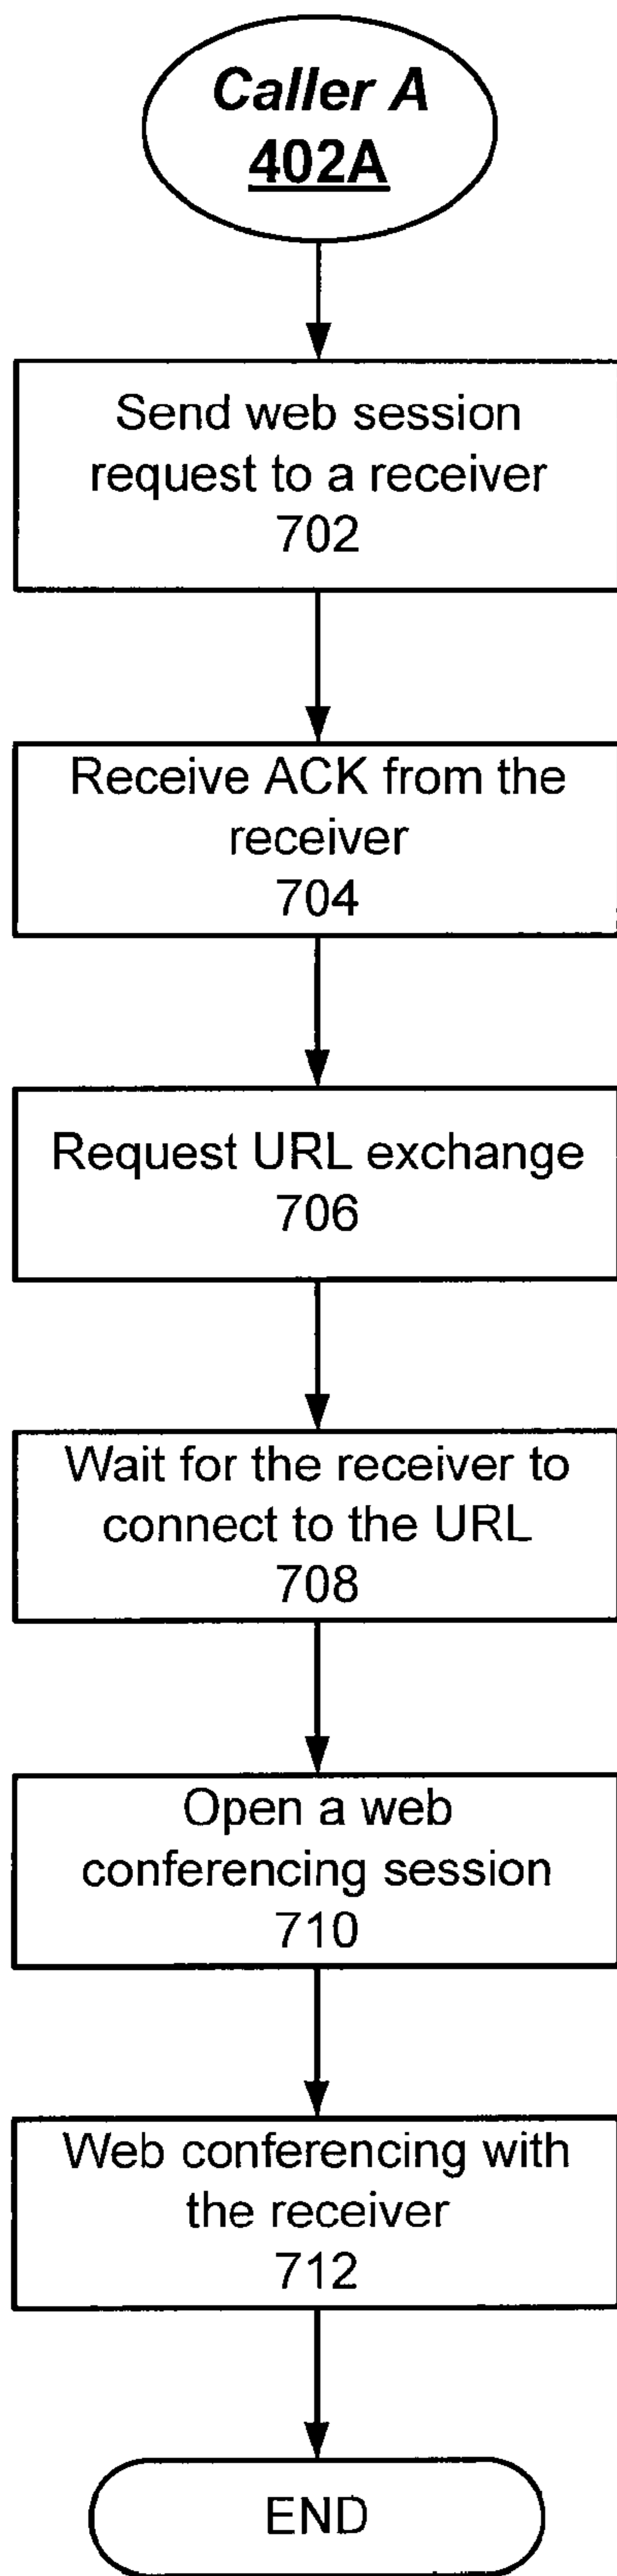 Caller A
402A
Send web session
request to a receiver
702
Receive ACK from the
receiver
704
Request URL exchange
706
Wait for the receiver to
connect to the URL
708
Open a web
conferencing session
710
Web conferencing with
the receiver
712
END